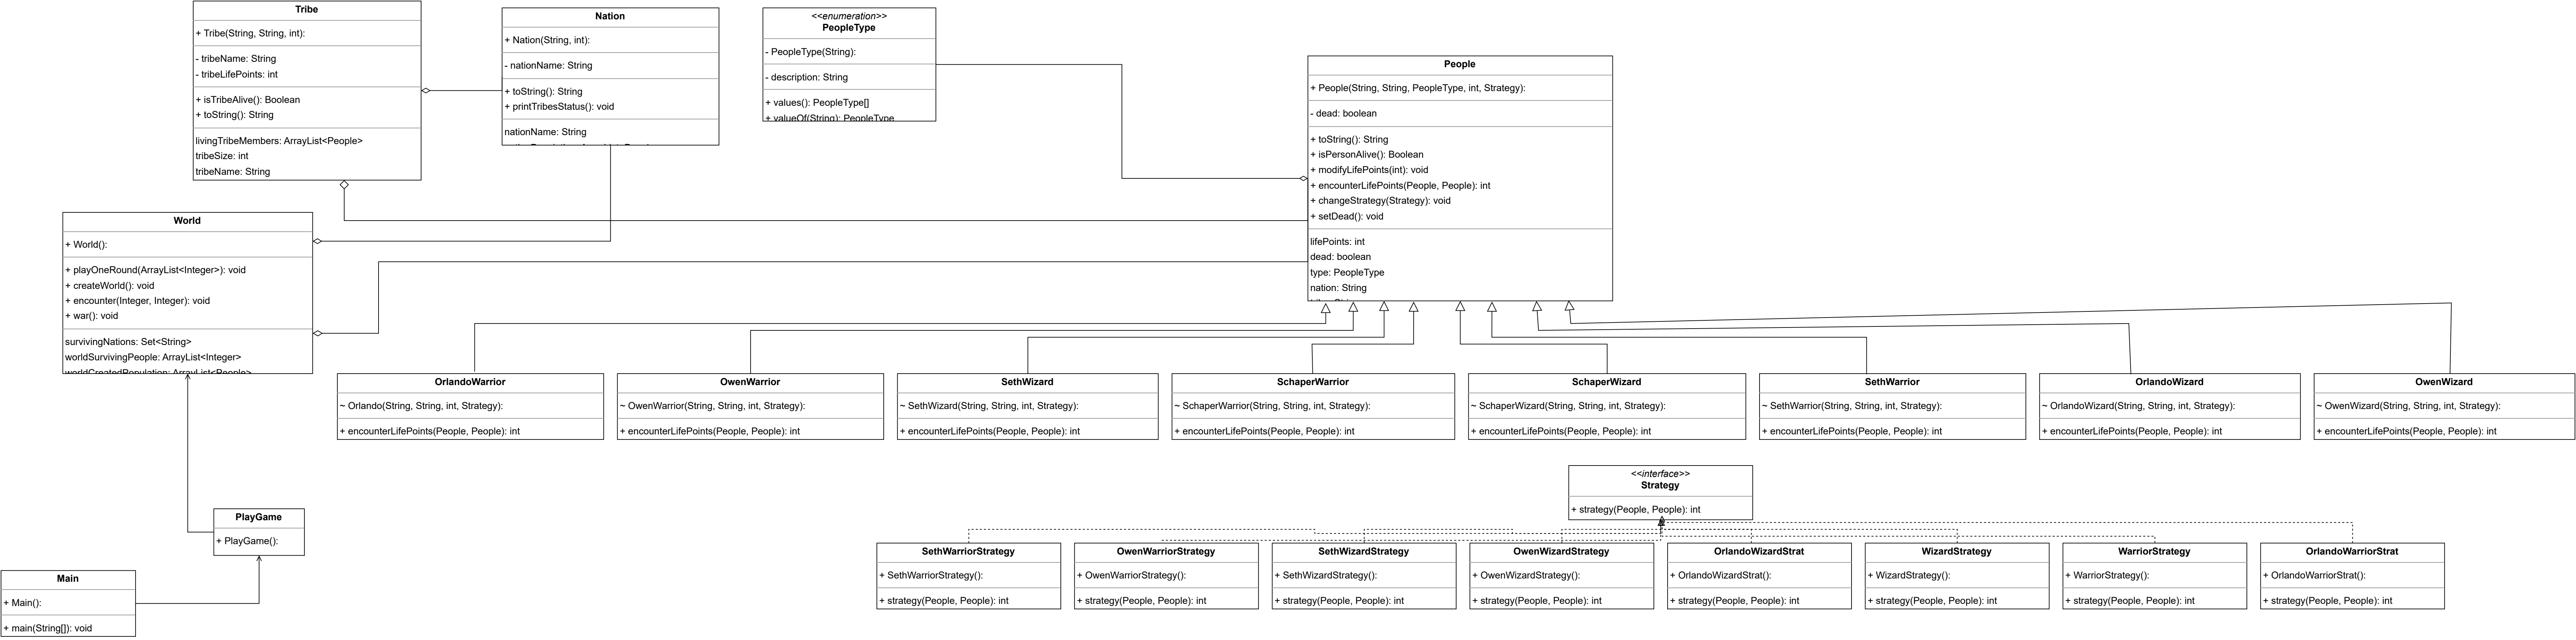 Tribe
+ Tribe(String, String, int):
- tribeName: String
- tribeLifePoints: int
+ isTribeAlive(): Boolean
+ toString(): String
livingTribeMembers: ArrayList<People>
tribeSize: int
tribeName: String
Nation
+ Nation(String, int):
- nationName: String
+ toString(): String
+ printTribesStatus(): void
nationName: String
<<enumeration>>
PeopleType
- PeopleType(String):
- description: String
+ values(): PeopleType[]
+ valueOf(String): PeopleType
People
+ People(String, String, PeopleType, int, Strategy):
- dead: boolean
+ toString(): String
+ isPersonAlive(): Boolean
+ modifyLifePoints(int): void
+ encounterLifePoints(People, People): int
+ changeStrategy(Strategy): void
+ setDead(): void
lifePoints: int
dead: boolean
type: PeopleType
nation: String
World
+ World():
+ playOneRound(ArrayList<Integer>): void
+ createWorld(): void
+ encounter(Integer, Integer): void
+ war(): void
survivingNations: Set<String>
worldSurvivingPeople: ArrayList<Integer>
worldCreatedPopulation: ArrayList<People>
OrlandoWarrior
~ Orlando(String, String, int, Strategy):
+ encounterLifePoints(People, People): int
OwenWarrior
~ OwenWarrior(String, String, int, Strategy):
+ encounterLifePoints(People, People): int
SethWizard
~ SethWizard(String, String, int, Strategy):
+ encounterLifePoints(People, People): int
SchaperWarrior
~ SchaperWarrior(String, String, int, Strategy):
+ encounterLifePoints(People, People): int
SchaperWizard
~ SchaperWizard(String, String, int, Strategy):
+ encounterLifePoints(People, People): int
SethWarrior
~ SethWarrior(String, String, int, Strategy):
+ encounterLifePoints(People, People): int
OrlandoWizard
~ OrlandoWizard(String, String, int, Strategy):
+ encounterLifePoints(People, People): int
OwenWizard
~ OwenWizard(String, String, int, Strategy):
+ encounterLifePoints(People, People): int
<<interface>>
Strategy
+ strategy(People, People): int
PlayGame
+ PlayGame():
Main
+ Main():
+ main(String[]): void
SethWarriorStrategy
+ SethWarriorStrategy():
+ strategy(People, People): int
OwenWarriorStrategy
+ OwenWarriorStrategy():
+ strategy(People, People): int
SethWizardStrategy
+ SethWizardStrategy():
+ strategy(People, People): int
OwenWizardStrategy
+ OwenWizardStrategy():
+ strategy(People, People): int
OrlandoWizardStrat
+ OrlandoWizardStrat():
+ strategy(People, People): int
WizardStrategy
+ WizardStrategy():
+ strategy(People, People): int
WarriorStrategy
+ WarriorStrategy():
+ strategy(People, People): int
OrlandoWarriorStrat
+ OrlandoWarriorStrat():
+ strategy(People, People): int